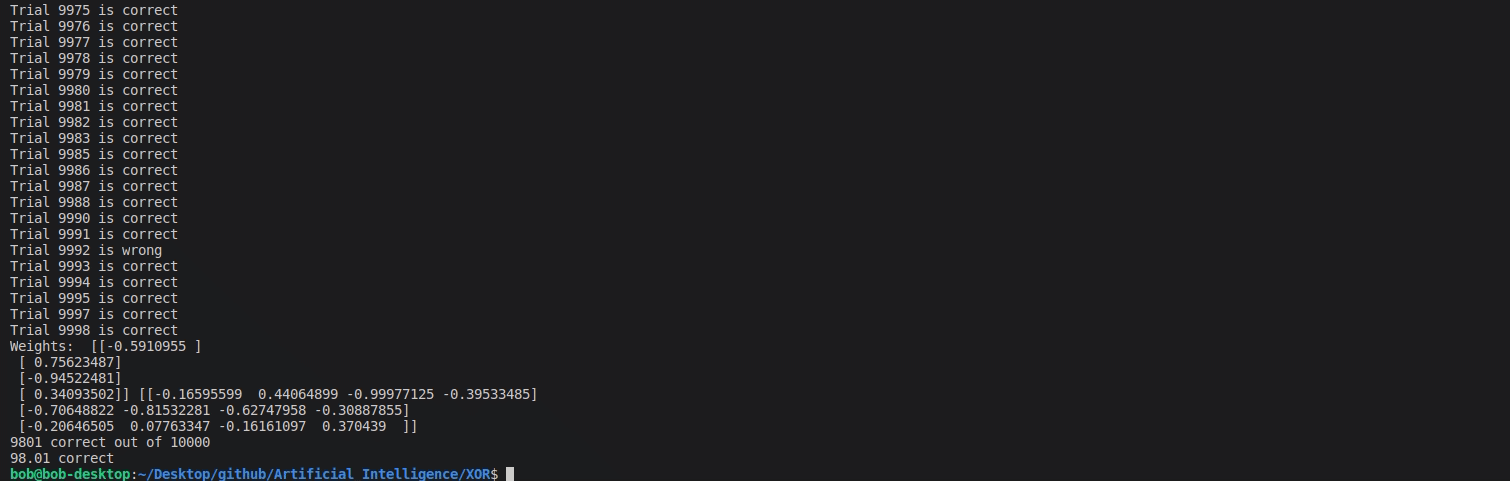 Trial 9975 is correct
Trial 9976 is correct
Trial 9977 is correct
Trial 9978 is correct
Trial 9979 is correct
Trial 9980 is correct
Trial 9981 is correct
Trial 9982 is correct
Trial 9983 is correct
Trial 9985 is correct
Trial 9986 is correct
Trial 9987 is correct
Trial 9988 is correct
Trial 9990 is correct
Trial 9991 is correct
Trial 9992 is wrong
Trial 9993 is correct
Trial 9994 is correct
Trial 9995 is correct
Trial 9997 is correct
Trial 9998 is correct
Weights:  [[-0.5910955 ]
 [ 0.75623487]
 [-0.94522481]
 [ 0.34093502]] [[-0.16595599  0.44064899 -0.99977125 -0.39533485]
 [-0.70648822 -0.81532281 -0.62747958 -0.30887855]
 [-0.20646505  0.07763347 -0.16161097  0.370439  ]]
9801 correct out of 10000
98.01 correct
bob@bob-desktop:~/Desktop/github/Artificial Intelligence/XOR$